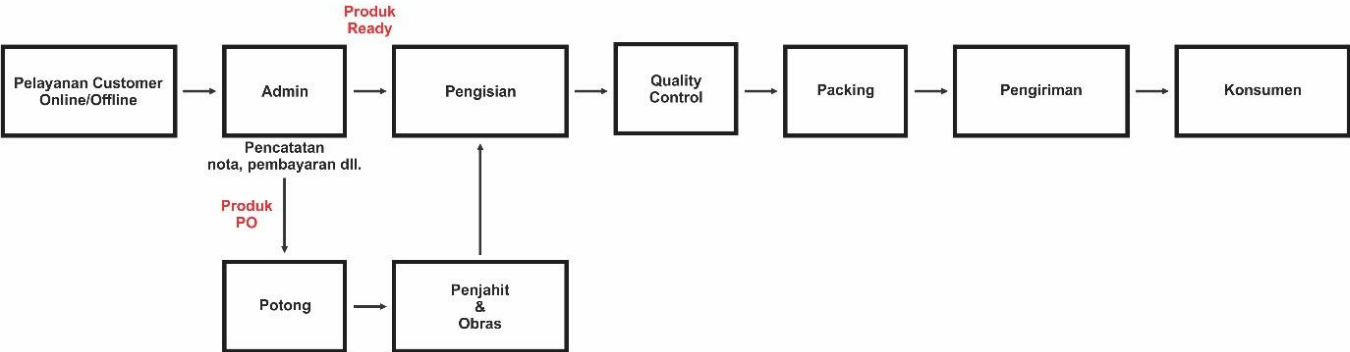 Produk
Ready
Pelayanan Customer
Online/Offline
Admin
Pengisian
Quality
Control
Packing
Pengiriman
Konsumen
Pencatatan
nota, pembayaran dll.
Produk
PO
Potong
Penjahit
&
Obras